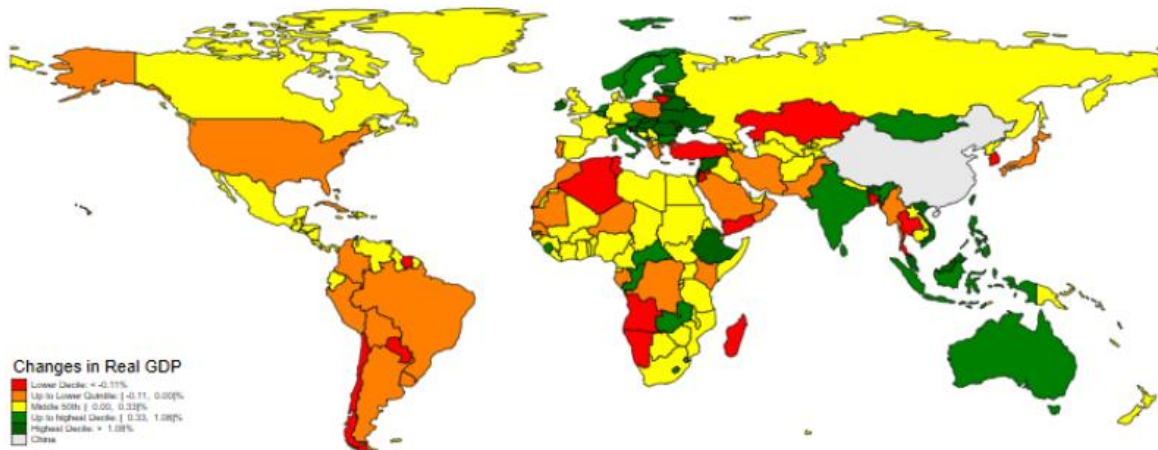 Changes in Real GDP
Lower Decile: < -0.11%
Up to Lower Quintile: [ -0.11, 0.00]%
Middle 50th: [ 0.00, 0.33]%
Up to highest Decile: [ 0.33, 1.08]%
Highest Decile: > 1.08%
China